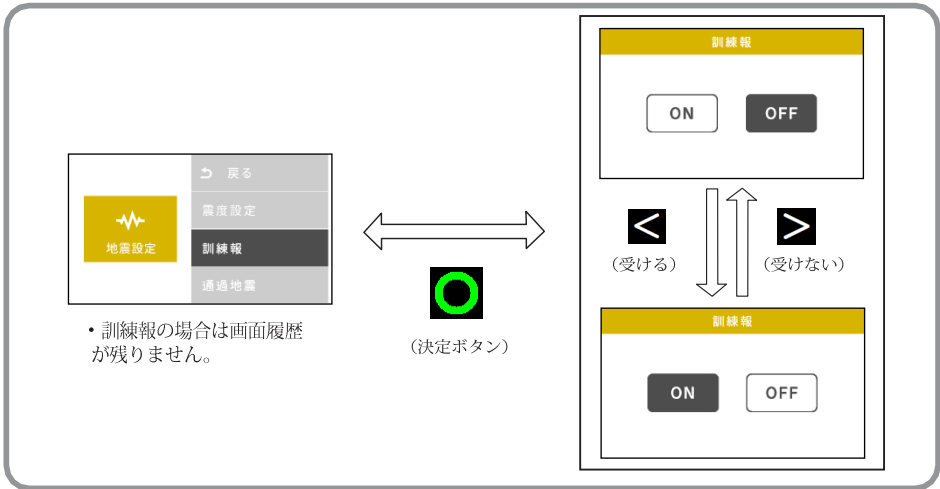 戻る
震度設定
地震設定
訓練報
通過地震
・訓練報の場合は画面履歴
が残りません。
（決定ボタン）
訓練報
ON OFF
＜ ＞
（受ける） （受けない）
訓練報
ON OFF